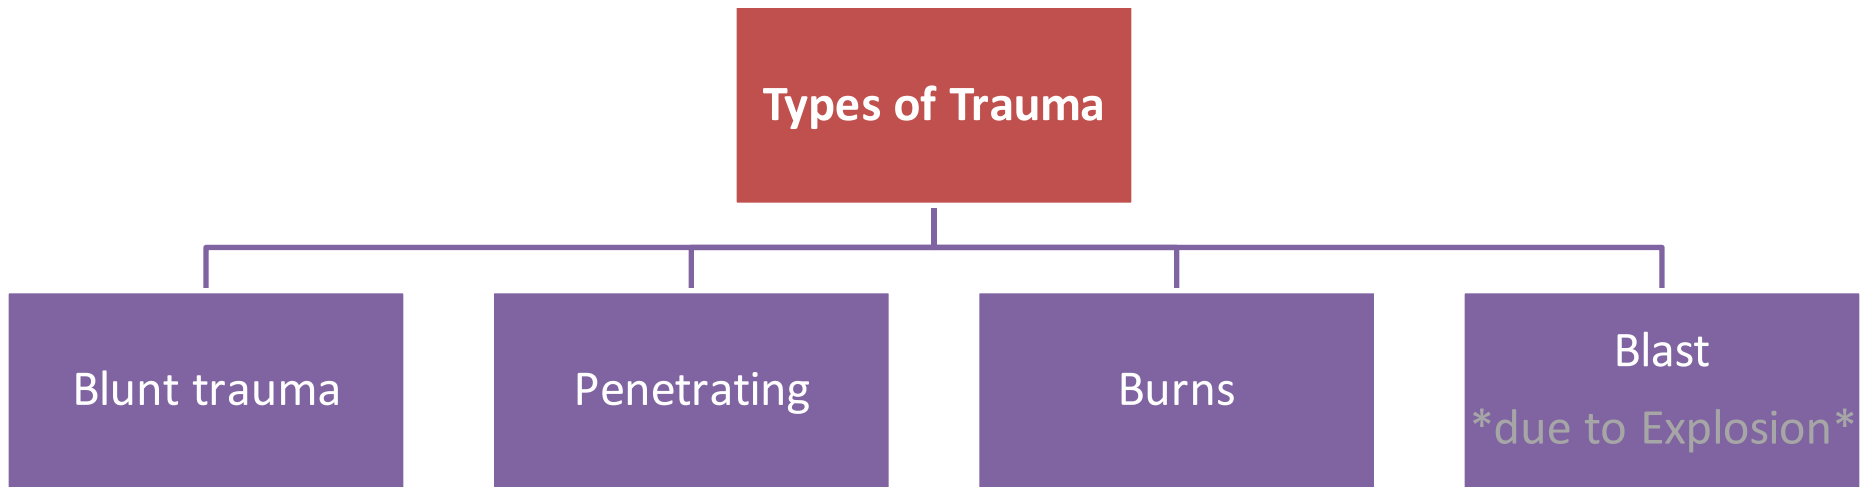 Types of Trauma
Blunt trauma
Penetrating
Burns
Blast
*due to Explosion*